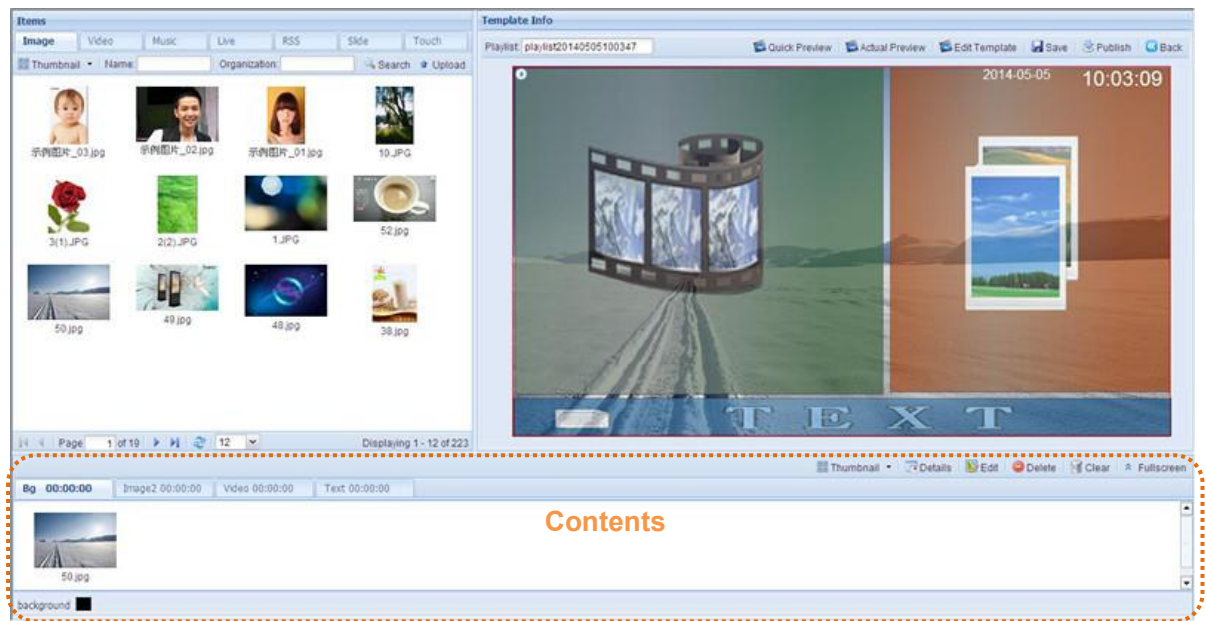 Items
Image Video Music Live RSS Slide Touch
Thumbnail Name: Organization: Search Upload
示例图片_03.jpg 示例图片_02.jpg 示例图片_01.jpg 10.JPG
3(1).JPG 2(2).JPG 1.JPG 52.jpg
50.jpg 49.jpg 48.jpg 38.jpg
Page 1 of 19 12 Displaying 1 - 12 of 223
Template Info
Playlist: playlist20140505100347 Quick Preview Actual Preview Edit Template Save Publish Back
2014-05-05 10:03:09
TEXT
Thumbnail Details Edit Delete Clear Fullscreen
Bg 00:00:00 Image2 00:00:00 Video 00:00:00 Text 00:00:00
Contents
50.jpg
background